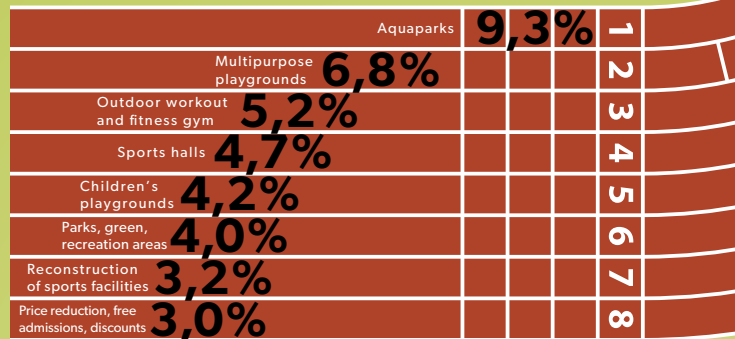 Aquaparks 9,3% 1
Multipurpose
playgrounds 6,8% 2
Outdoor workout
and fitness gym 5,2% 3
Sports halls 4,7% 4
Children's
playgrounds 4,2% 5
Parks, green,
recreation areas 4,0% 6
Reconstruction
of sports facilities 3,2% 7
Price reduction, free
admissions, discounts 3,0% 8